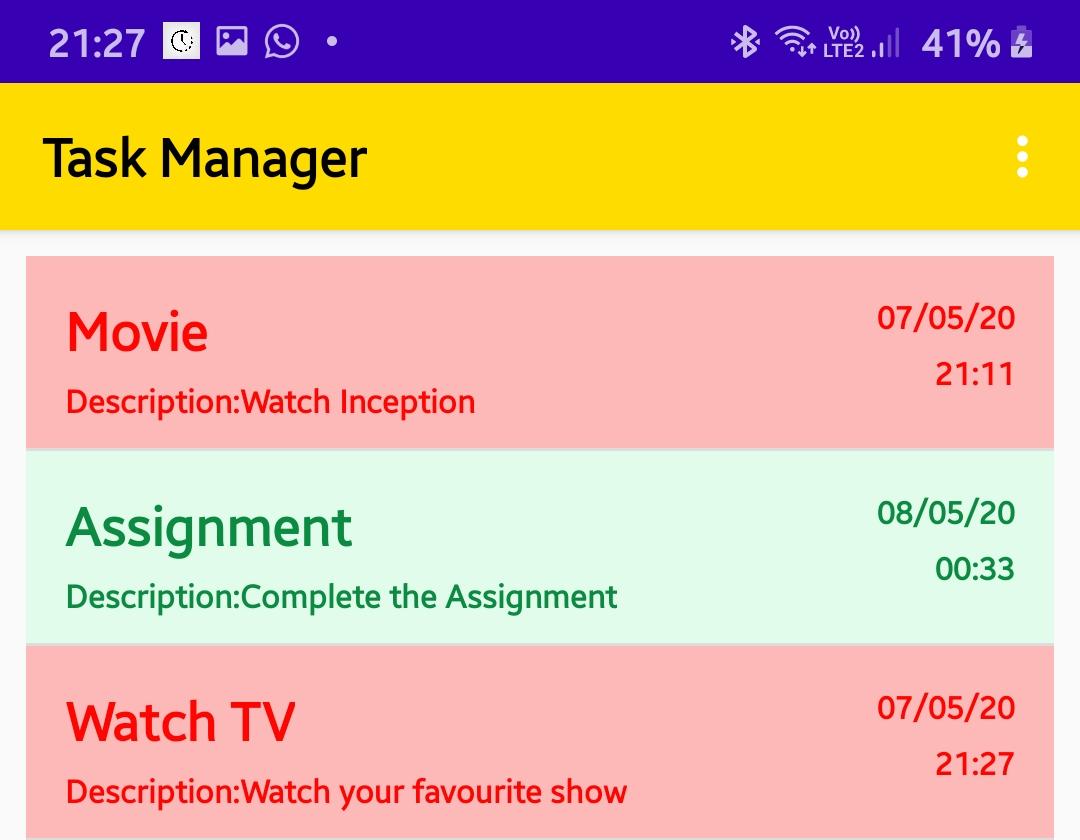 21:27 Vo)) LTE2 41%
Task Manager
Movie 07/05/20
21:11
Description:Watch Inception
Assignment 08/05/20
00:33
Description:Complete the Assignment
Watch TV 07/05/20
21:27
Description:Watch your favourite show